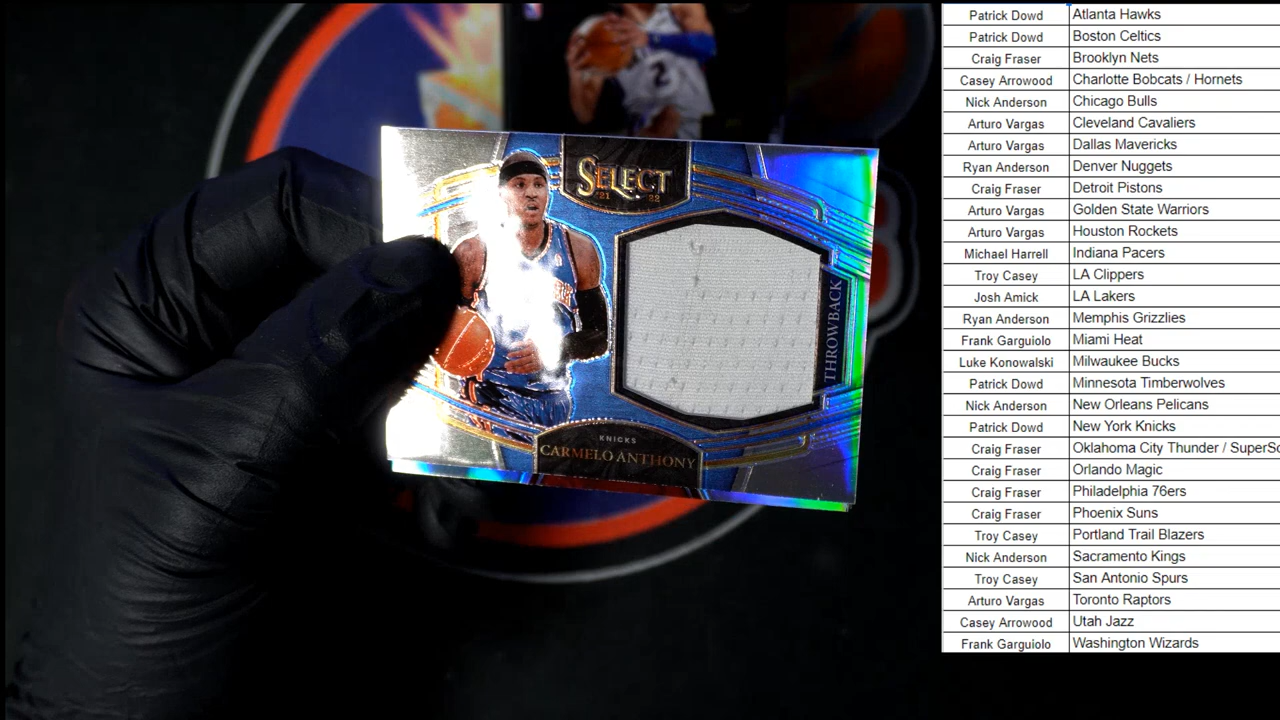 SELECT
21 22
THROWBACK
KNICKS
CARMELO ANTHONY
2
Patrick Dowd Atlanta Hawks
Patrick Dowd Boston Celtics
Craig Fraser Brooklyn Nets
Casey Arrowood Charlotte Bobcats / Hornets
Nick Anderson Chicago Bulls
Arturo Vargas Cleveland Cavaliers
Arturo Vargas Dallas Mavericks
Ryan Anderson Denver Nuggets
Craig Fraser Detroit Pistons
Arturo Vargas Golden State Warriors
Arturo Vargas Houston Rockets
Michael Harrell Indiana Pacers
Troy Casey LA Clippers
Josh Amick LA Lakers
Ryan Anderson Memphis Grizzlies
Frank Garguiolo Miami Heat
Luke Konowalski Milwaukee Bucks
Patrick Dowd Minnesota Timberwolves
Nick Anderson New Orleans Pelicans
Patrick Dowd New York Knicks
Craig Fraser Oklahoma City Thunder / SuperSo
Craig Fraser Orlando Magic
Craig Fraser Philadelphia 76ers
Craig Fraser Phoenix Suns
Troy Casey Portland Trail Blazers
Nick Anderson Sacramento Kings
Troy Casey San Antonio Spurs
Arturo Vargas Toronto Raptors
Casey Arrowood Utah Jazz
Frank Garguiolo Washington Wizards